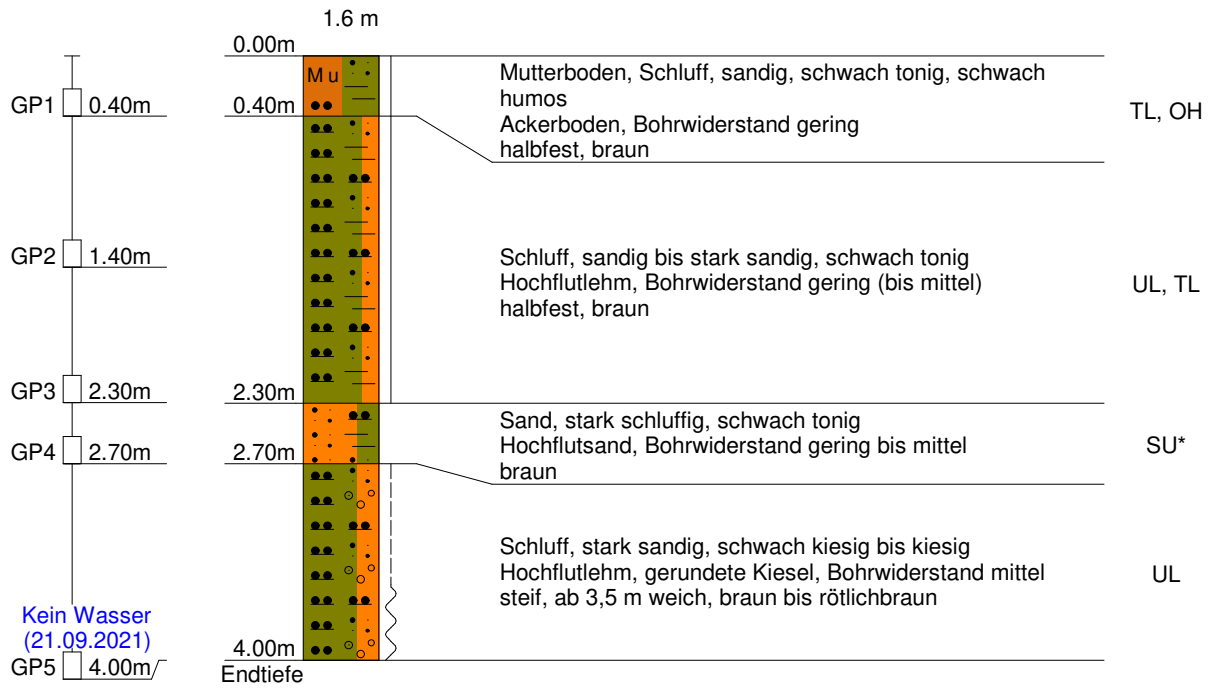 1.6 m
0.00m
Mu
Mutterboden, Schluff, sandig, schwach tonig, schwach
humos
Ackerboden, Bohrwiderstand gering
halbfest, braun
TL, OH
GP1 0.40m
0.40m
GP2 1.40m
Schluff, sandig bis stark sandig, schwach tonig
Hochflutlehm, Bohrwiderstand gering (bis mittel)
halbfest, braun
UL, TL
GP3 2.30m
2.30m
Sand, stark schluffig, schwach tonig
Hochflutsand, Bohrwiderstand gering bis mittel
braun
SU*
GP4 2.70m
2.70m
Schluff, stark sandig, schwach kiesig bis kiesig
Hochflutlehm, gerundete Kiesel, Bohrwiderstand mittel
steif, ab 3,5 m weich, braun bis rötlichbraun
UL
Kein Wasser
(21.09.2021)
GP5 4.00m
4.00m
Endtiefe